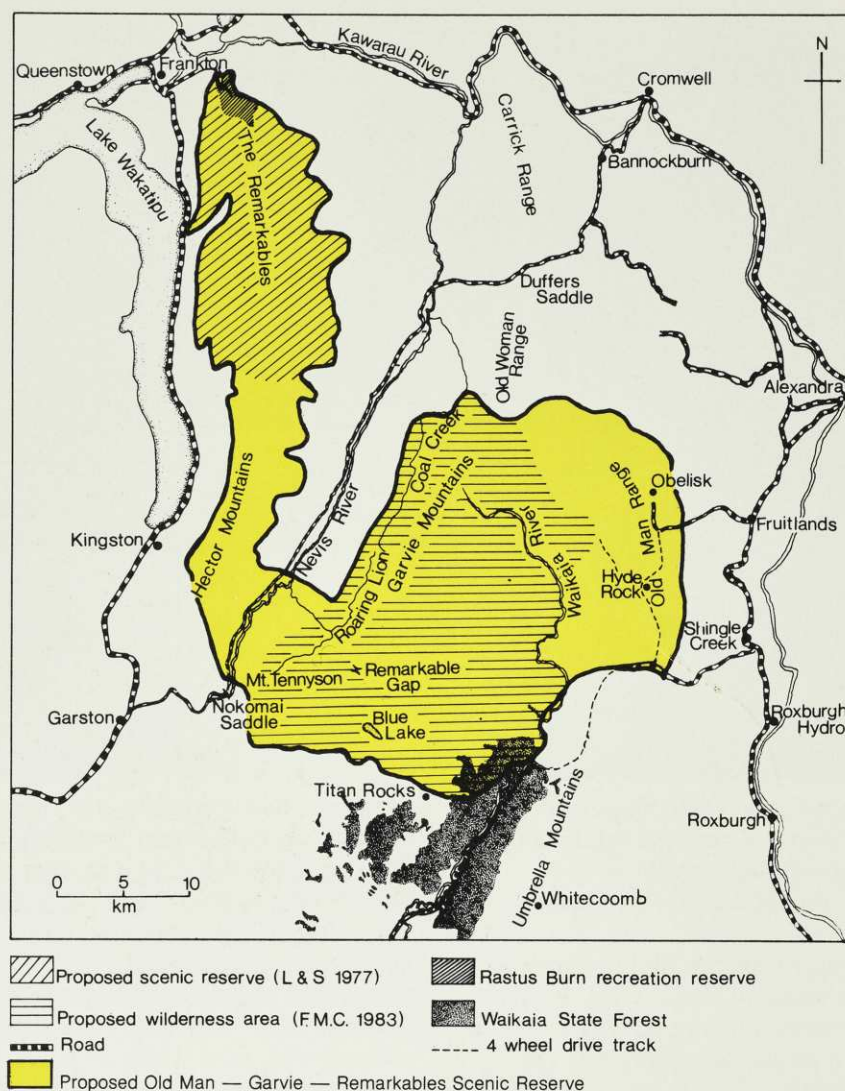 N
Kawarau River
Queenstown
Frankton
Cromwell
Lake Wakatipu
The Remarkables
Carrick Range
Bannockburn
Duffers
Saddle
Old Woman
Range
Alexandra
Coal Creek
Obelisk
Garvie Mountains
Old Man Range
Fruitlands
Kingston
Hector Mountains
Nevis River
Roaring Lion
Waikaia River
Hyde
Rock
Shingle
Creek
Mt. Tennyson
Remarkable
Gap
Nokomai
Saddle
Garston
Blue
Lake
Roxburgh
Hydro
Titan Rocks
Roxburgh
Umbrella Mountains
Whitecoomb
0 5 10
km
Proposed scenic reserve (L & S 1977)
Rastus Burn recreation reserve
Proposed wilderness area (F.M.C. 1983)
Waikaia State Forest
Road
4 wheel drive track
Proposed Old Man — Garvie — Remarkables Scenic Reserve